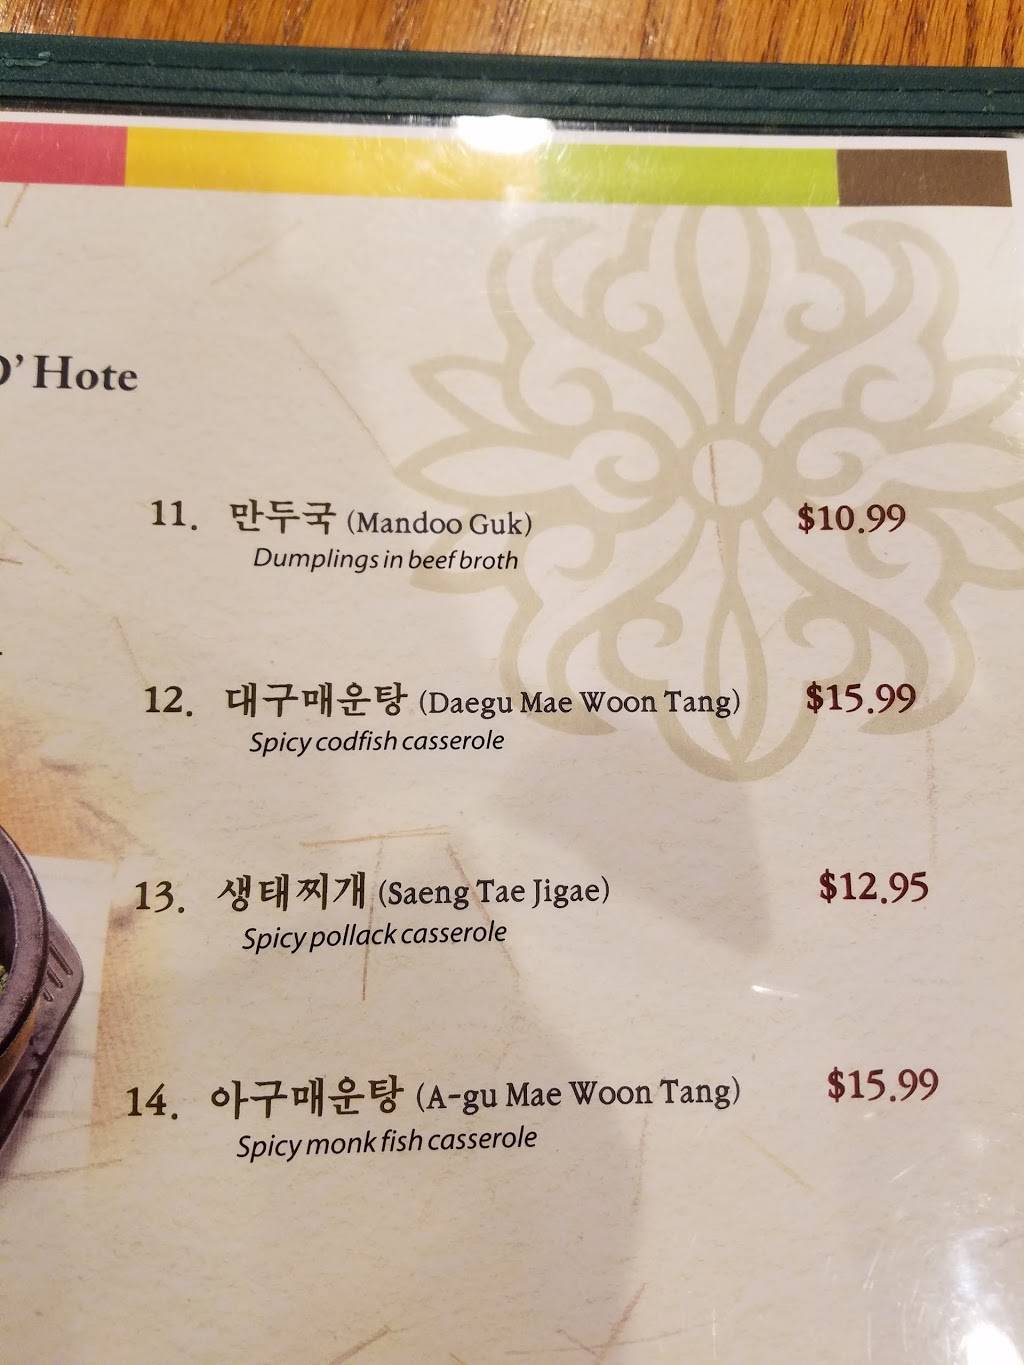 D' Hote
11. 만두국 (Mandoo Guk) $10.99
Dumplings in beef broth
12. 대구매운탕 (Daegu Mae Woon Tang) $15.99
Spicy codfish casserole
13. 생태찌개 (Saeng Tae Jigae) $12.95
Spicy pollack casserole
14. 아구매운탕 (A-gu Mae Woon Tang) $15.99
Spicy monk fish casserole